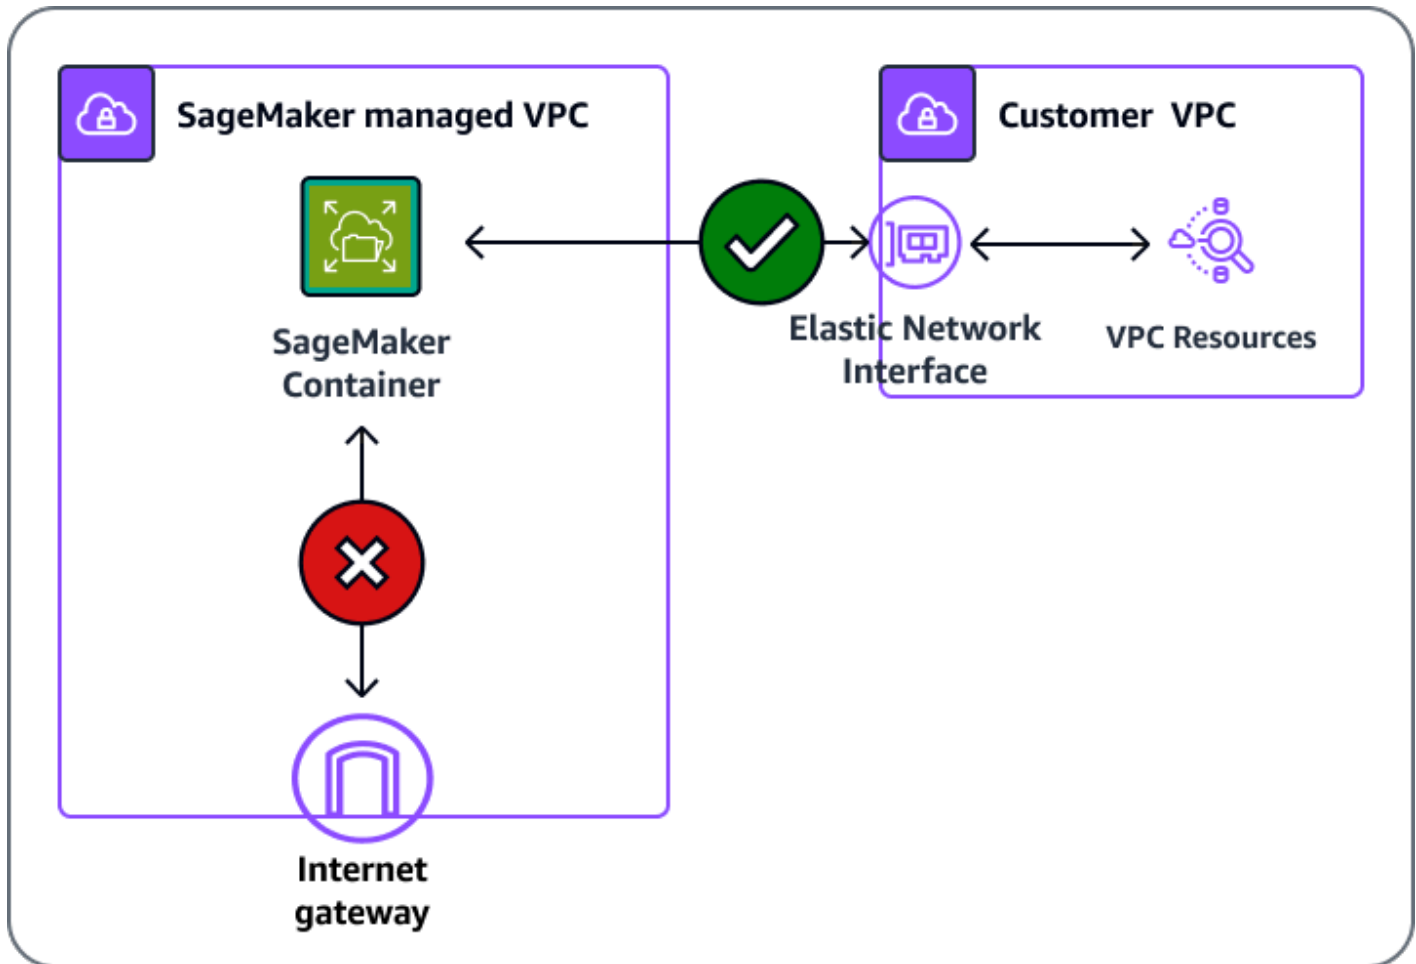 SageMaker managed VPC
Customer VPC
SageMaker
Container
Elastic Network
Interface
VPC Resources
Internet
gateway